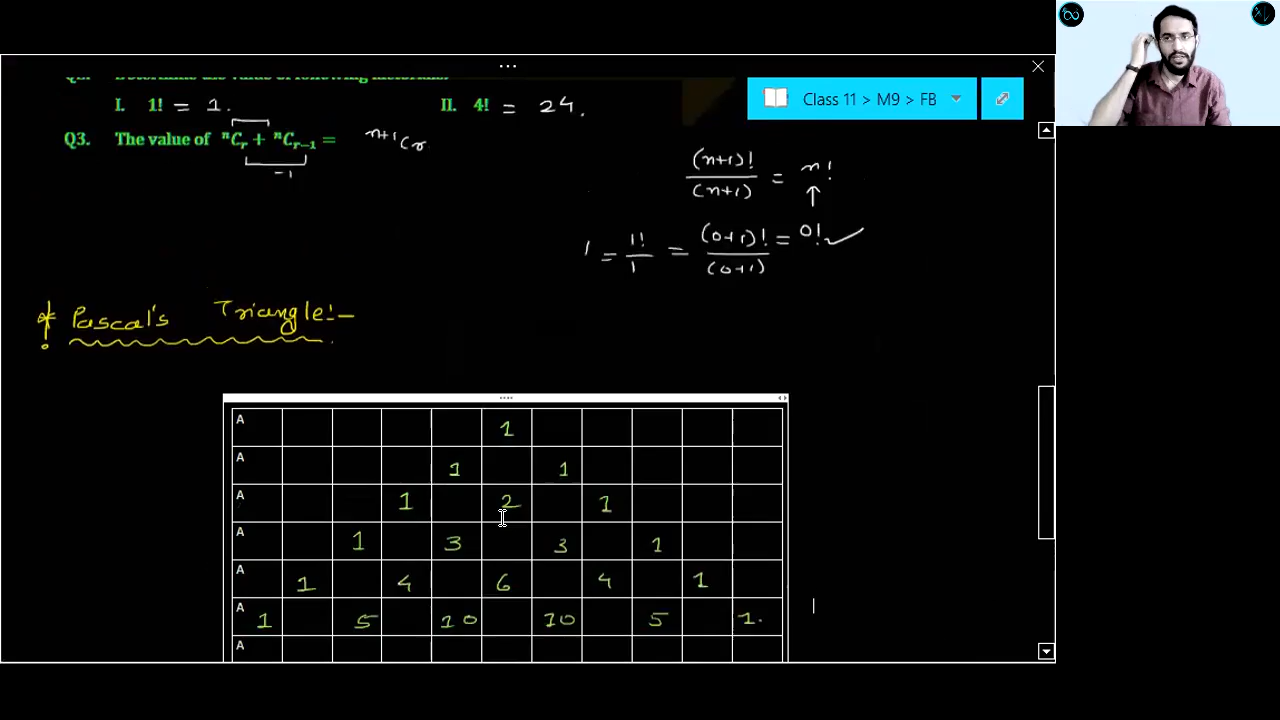 Class 11 > M9 > FB
I. 1! = 1. II. 4! = 24.
Q3. The value of ⁿCᵣ + ⁿCᵣ₋₁ = ⁿ⁺¹Cᵣ
-1
(n+1)!/(n+1) = n!
↑
1 = 1!/1 = (0+1)!/(0+1) = 0! ✓
* Pascal's Triangle:-
A 1
A 1 1
A 1 2 1
A 1 3 3 1
A 1 4 6 4 1
A 1 5 10 10 5 1.
A